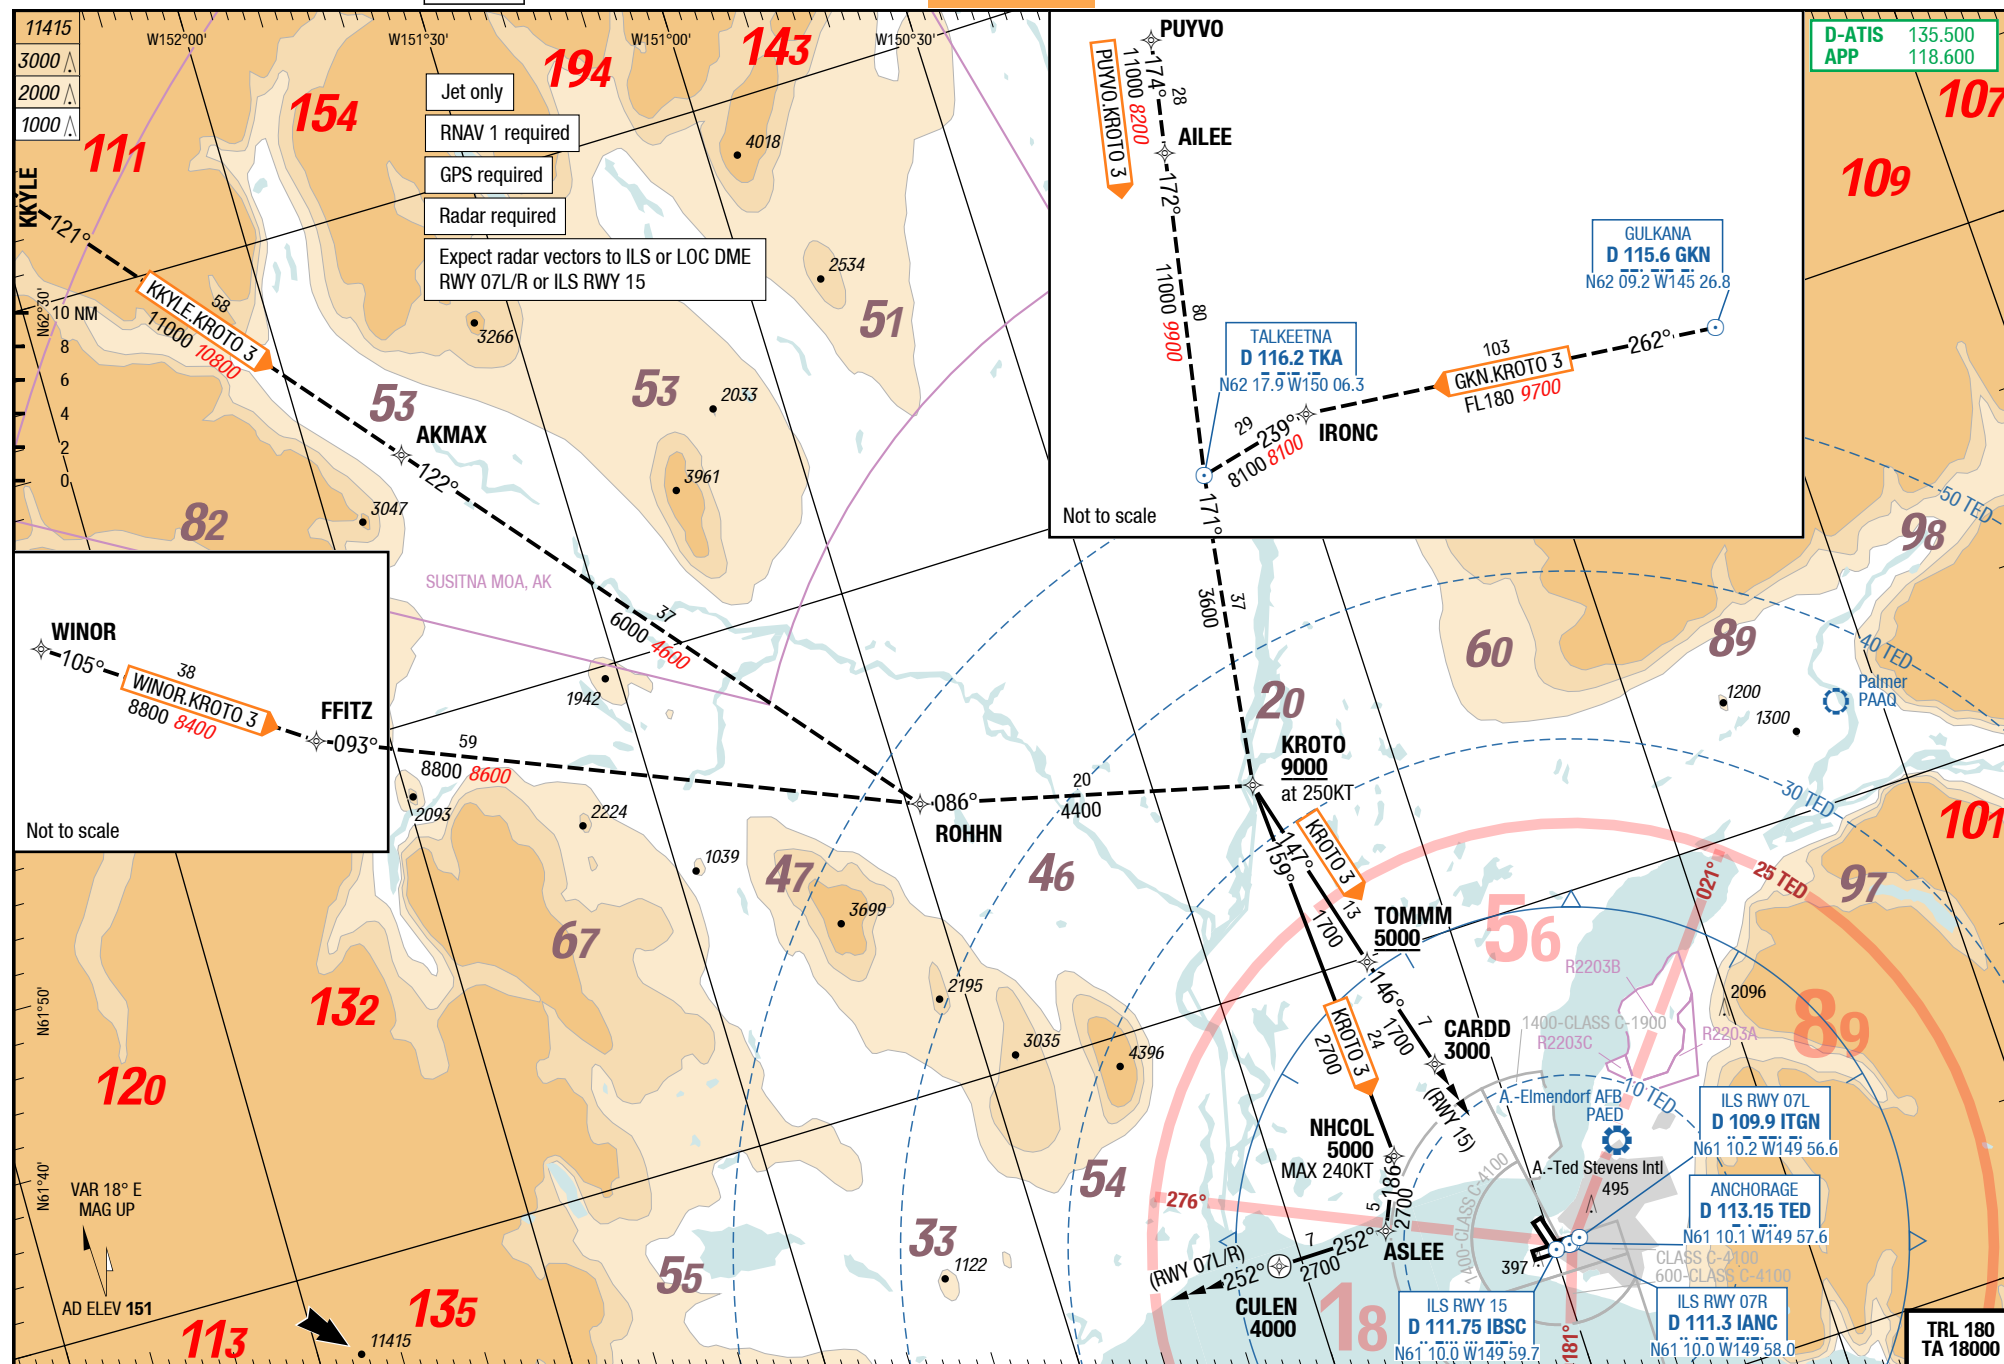 11415
3000
2000
1000
W152°00'
W151°30'
W151°00'
W150°30'
111
154
194
143
107
109
Jet only
RNAV 1 required
GPS required
Radar required
Expect radar vectors to ILS or LOC DME
RWY 07L/R or ILS RWY 15
D-ATIS 135.500
APP 118.600
PUYVO
174°
28
11000 8200
PUYVO.KROTO 3
AILEE
172°
80
11000 9900
GULKANA
D 115.6 GKN
N62 09.2 W145 26.8
TALKEETNA
D 116.2 TKA
N62 17.9 W150 06.3
262°
103
GKN.KROTO 3
FL180 9700
IRONC
29
239°
8100 8100
171°
Not to scale
KKYLE
121°
58
KKYLE.KROTO 3
11000 10800
N62°30'
10 NM
8
6
4
2
0
4018
2534
3266
51
53
53
2033
3961
AKMAX
122°
3047
82
SUSITNA MOA, AK
37
6000 4600
1942
WINOR
105°
38
WINOR.KROTO 3
8800 8400
FFITZ
093°
Not to scale
59
8800 8600
2093
2224
1039
ROHHN
086°
20
4400
37
3600
20
KROTO
9000
at 250KT
50 TED
98
60
89
40 TED
1200
1300
Palmer
PAAQ
30 TED
101
97
25 TED
021°
147°
159°
KROTO 3
13
1700
TOMMM
5000
146°
7
1700
CARDD
3000
(RWY 15)
KROTO 3
24
2700
NHCOL
5000
MAX 240KT
186°
5
2700
ASLEE
252°
7
2700
252°
(RWY 07L/R)
CULEN
4000
47
3699
46
67
2195
3035
4396
132
120
N61°50'
N61°40'
54
33
1122
55
135
113
11415
VAR 18° E
MAG UP
AD ELEV 151
56
89
18
R2203B
R2203A
R2203C
1400-CLASS C-1900
2096
10 TED
A.-Elmendorf AFB
PAED
ILS RWY 07L
D 109.9 ITGN
N61 10.2 W149 56.6
A.-Ted Stevens Intl
495
ANCHORAGE
D 113.15 TED
N61 10.1 W149 57.6
1400-CLASS C-4100
CLASS C-4100
600-CLASS C-4100
397
276°
181°
ILS RWY 15
D 111.75 IBSC
N61 10.0 W149 59.7
ILS RWY 07R
D 111.3 IANC
N61 10.0 W149 58.0
TRL 180
TA 18000